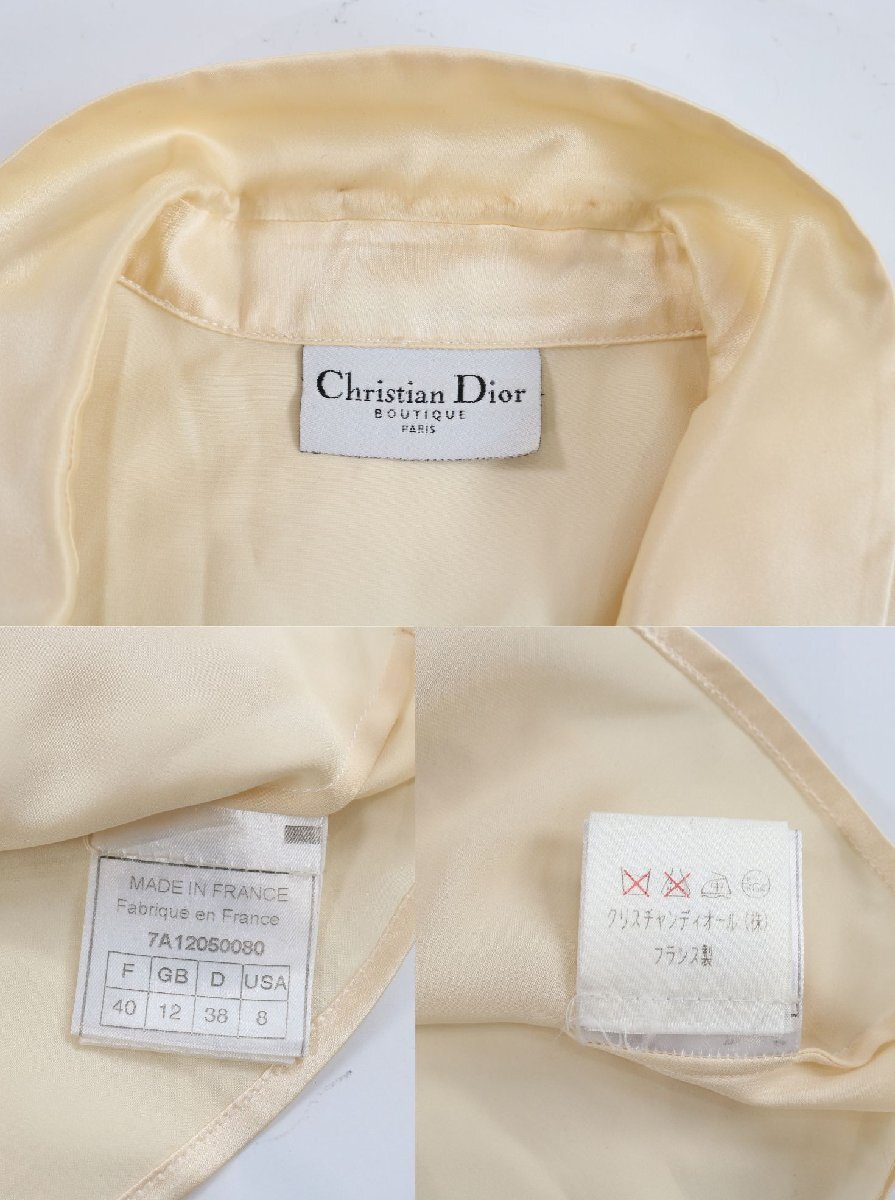 Christian Dior
BOUTIQUE
PARIS
MADE IN FRANCE
Fabriqué en France
7A12050080
F GB D USA
40 12 38 8
クリスチャンディオール(株)
フランス製